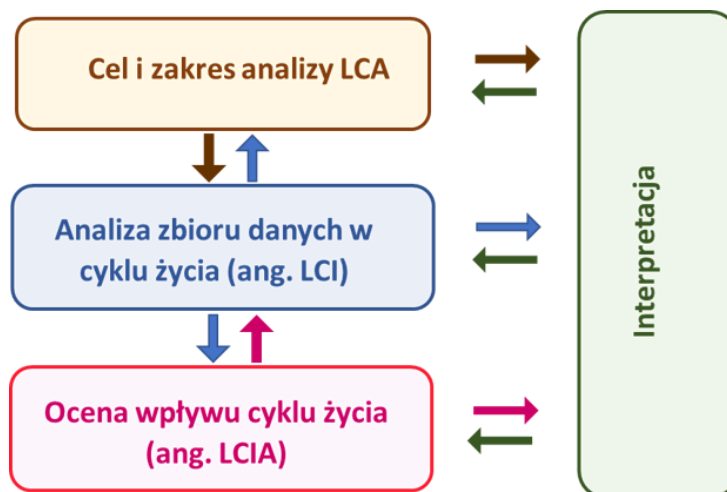 Cel i zakres analizy LCA
Analiza zbioru danych w
cyklu życia (ang. LCI)
Ocena wpływu cyklu życia
(ang. LCIA)
Interpretacja